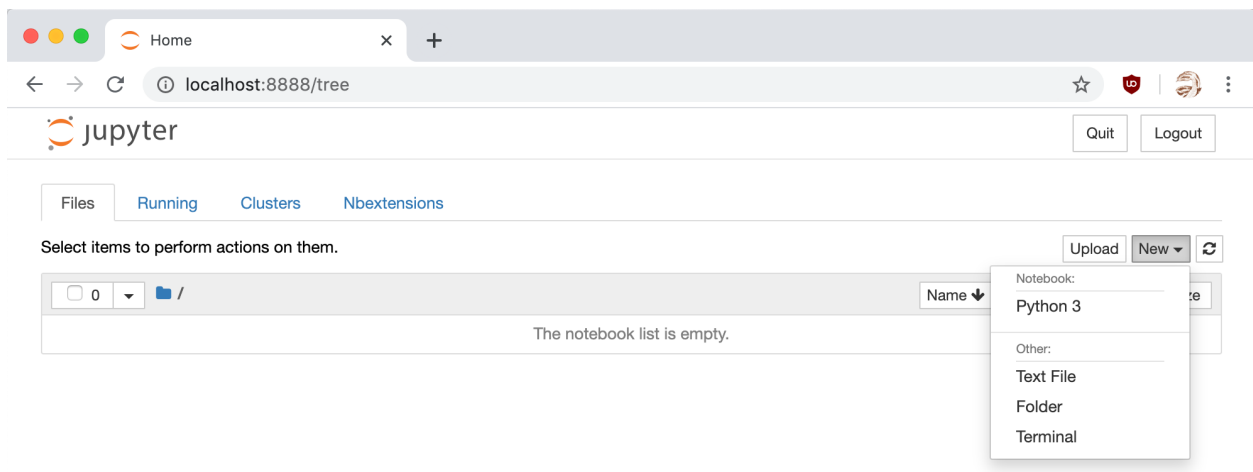 Home
localhost:8888/tree
jupyter
Quit Logout
Files Running Clusters Nbextensions
Select items to perform actions on them.
Upload New
0 /
Name
ze
The notebook list is empty.
Notebook:
Python 3
Other:
Text File
Folder
Terminal